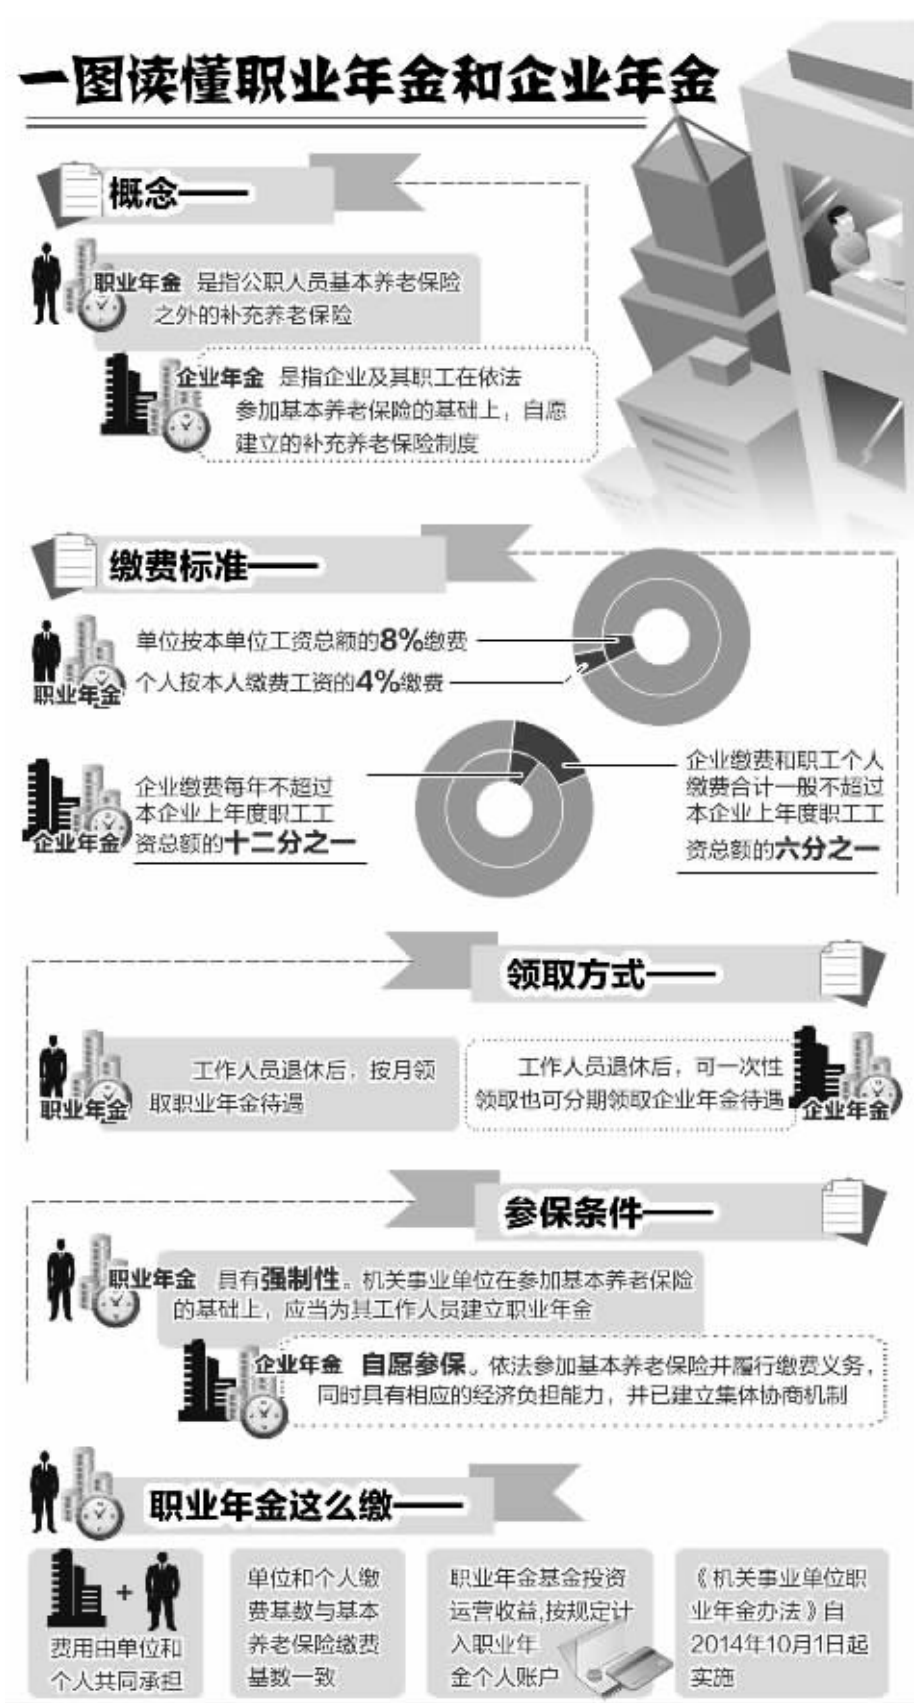 一图读懂职业年金和企业年金
概念——
职业年金 是指公职人员基本养老保险
之外的补充养老保险
企业年金 是指企业及其职工在依法
参加基本养老保险的基础上，自愿
建立的补充养老保险制度
缴费标准——
单位按本单位工资总额的8%缴费
个人按本人缴费工资的4%缴费
职业年金
企业缴费每年不超过
本企业上年度职工工
资总额的十二分之一
企业年金
企业缴费和职工个人
缴费合计一般不超过
本企业上年度职工工
资总额的六分之一
领取方式——
工作人员退休后，按月领
取职业年金待遇
职业年金
工作人员退休后，可一次性
领取也可分期领取企业年金待遇
企业年金
参保条件——
职业年金 具有强制性。机关事业单位在参加基本养老保险
的基础上，应当为其工作人员建立职业年金
企业年金 自愿参保。依法参加基本养老保险并履行缴费义务，
同时具有相应的经济负担能力，并已建立集体协商机制
职业年金这么缴——
+
费用由单位和
个人共同承担
单位和个人缴
费基数与基本
养老保险缴费
基数一致
职业年金基金投资
运营收益,按规定计
入职业年
金个人账户
《机关事业单位职
业年金办法》自
2014年10月1日起
实施